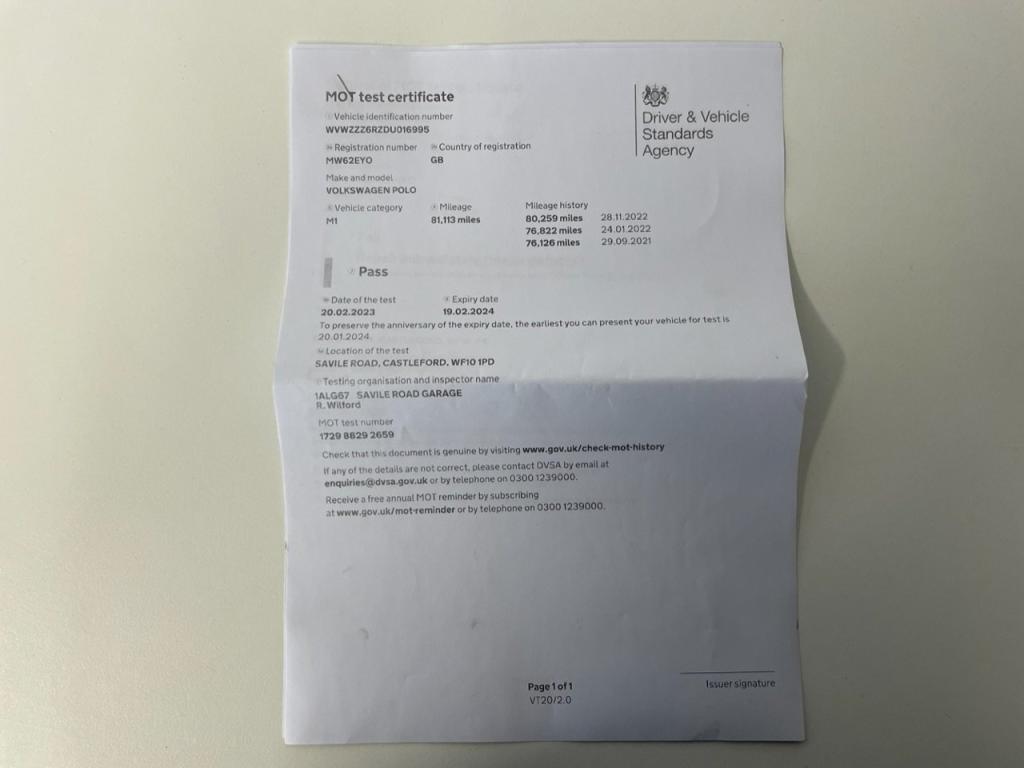 MOT test certificate
Vehicle identification number
WVWZZZ6RZDU016995
Registration number Country of registration
MW62EYO GB
Make and model
VOLKSWAGEN POLO
Vehicle category Mileage Mileage history
M1 81,113 miles 80,259 miles 28.11.2022
76,822 miles 24.01.2022
76,126 miles 29.09.2021
Pass
Date of the test Expiry date
20.02.2023 19.02.2024
To preserve the anniversary of the expiry date, the earliest you can present your vehicle for test is
20.01.2024.
Location of the test
SAVILE ROAD, CASTLEFORD, WF10 1PD
Testing organisation and inspector name
1ALG67 SAVILE ROAD GARAGE
R. Wilford
MOT test number
1729 8829 2659
Check that this document is genuine by visiting www.gov.uk/check-mot-history
If any of the details are not correct, please contact DVSA by email at
enquiries@dvsa.gov.uk or by telephone on 0300 1239000.
Receive a free annual MOT reminder by subscribing
at www.gov.uk/mot-reminder or by telephone on 0300 1239000.
Driver & Vehicle
Standards
Agency
Page 1 of 1
VT20/2.0
Issuer signature